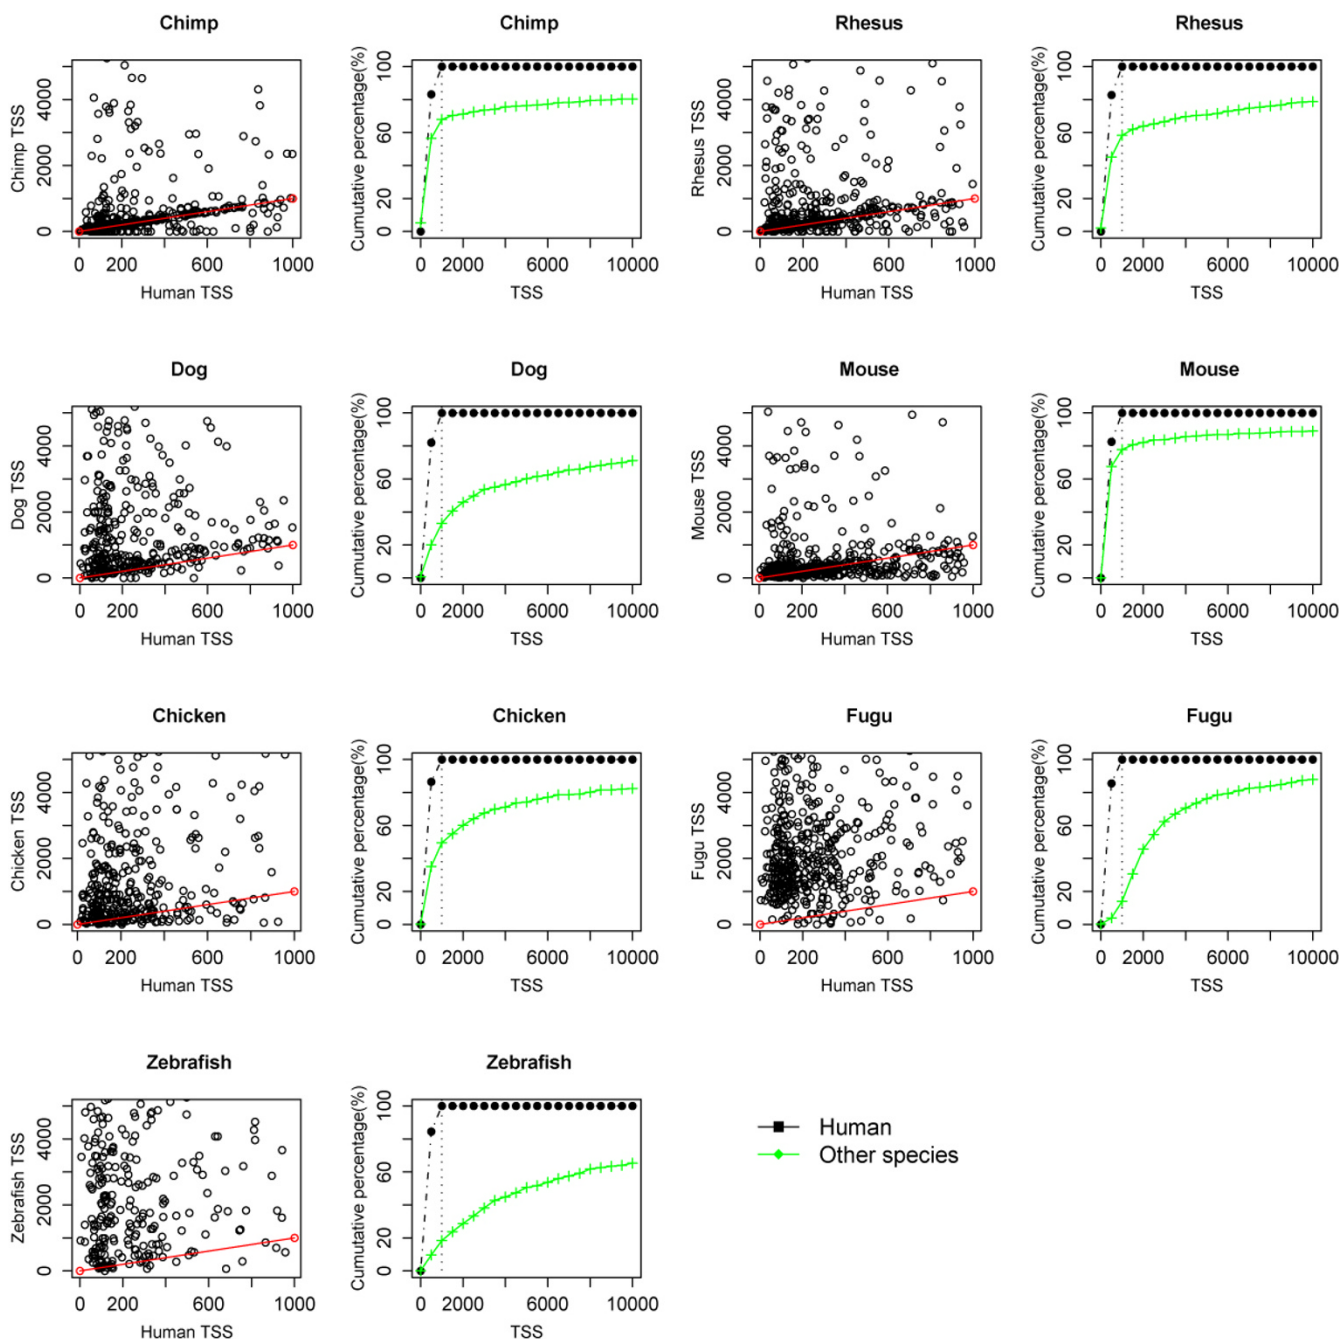 Chimp
Chimp TSS
0 2000 4000
0 200 600 1000
Human TSS
Chimp
Cumutative percentage(%)
0 20 60 100
0 2000 6000 10000
TSS
Rhesus
Rhesus TSS
0 2000 4000
0 200 600 1000
Human TSS
Rhesus
Cumutative percentage(%)
0 20 60 100
0 2000 6000 10000
TSS
Dog
Dog TSS
0 2000 4000
0 200 600 1000
Human TSS
Dog
Cumutative percentage(%)
0 20 60 100
0 2000 6000 10000
TSS
Mouse
Mouse TSS
0 2000 4000
0 200 600 1000
Human TSS
Mouse
Cumutative percentage(%)
0 20 60 100
0 2000 6000 10000
TSS
Chicken
Chicken TSS
0 2000 4000
0 200 600 1000
Human TSS
Chicken
Cumutative percentage(%)
0 20 60 100
0 2000 6000 10000
TSS
Fugu
Fugu TSS
0 2000 4000
0 200 600 1000
Human TSS
Fugu
Cumutative percentage(%)
0 20 60 100
0 2000 6000 10000
TSS
Zebrafish
Zebrafish TSS
0 2000 4000
0 200 600 1000
Human TSS
Zebrafish
Cumutative percentage(%)
0 20 60 100
0 2000 6000 10000
TSS
Human
Other species